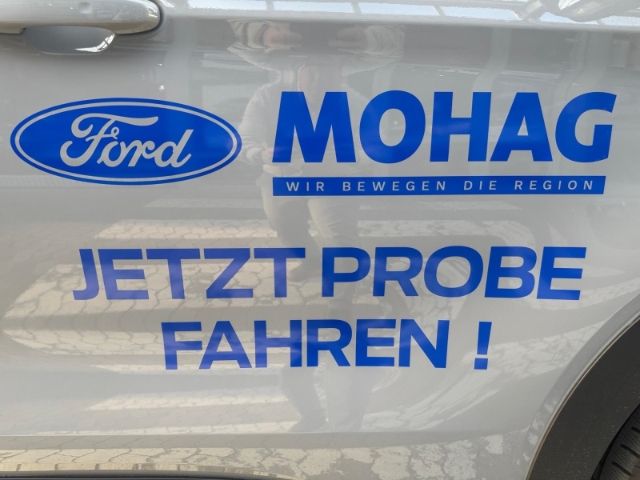 Ford
MOHAG
WIR BEWEGEN DIE REGION
JETZT PROBE
FAHREN !